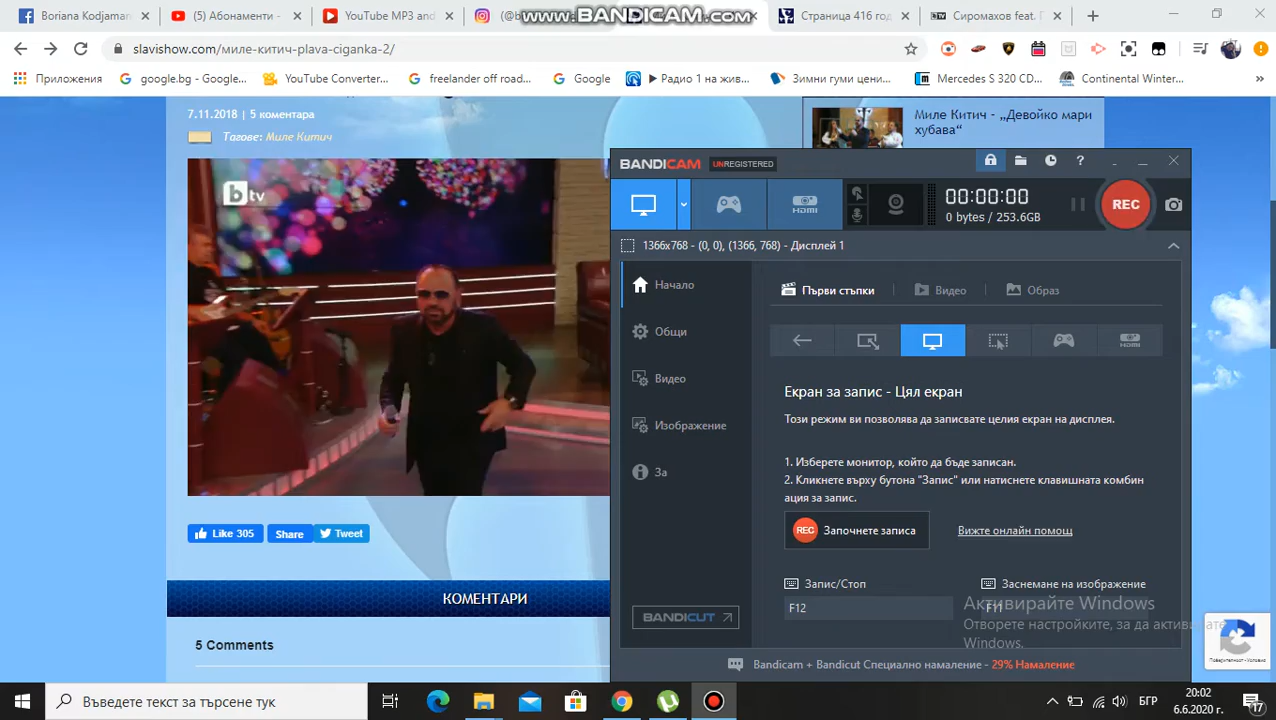 Boriana Kodjaman
(5) Абонаменти -
YouTube MP3 and
(@b
www.BANDICAM.com
Страница 416 год
Сиромахов feat. Г
slavishow.com/миле-китич-plava-ciganka-2/
Приложения
google.bg - Google...
YouTube Converter...
freelander off road...
Google
▶ Радио 1 на жив...
Зимни гуми цени...
Mercedes S 320 CD...
Continental Winter...
»
7.11.2018 | 5 коментара
Тагове: Миле Китич
Миле Китич - „Девойко мари
хубава“
btv
BANDICAM UNREGISTERED
00:00:00
0 bytes / 253.6GB
REC
HDMI
1366x768 - (0, 0), (1366, 768) - Дисплей 1
Начало
Общи
Видео
Изображение
За
Първи стъпки
Видео
Образ
HDMI
Екран за запис - Цял екран
Този режим ви позволява да записвате целия екран на дисплея.
1. Изберете монитор, който да бъде записан.
2. Кликнете върху бутона "Запис" или натиснете клавишната комбин
ация за запис.
REC Започнете записа
Вижте онлайн помощ
Запис/Стоп
Заснемане на изображение
F12
F11
BANDICUT
Активирайте Windows
Отворете настройките, за да активирате
Windows.
Bandicam + Bandicut Специално намаление - 29% Намаление
Like 305
Share
Tweet
КОМЕНТАРИ
5 Comments
Поверителност - Условия
Въведете текст за търсене тук
БГР
20:02
6.6.2020 г.
17